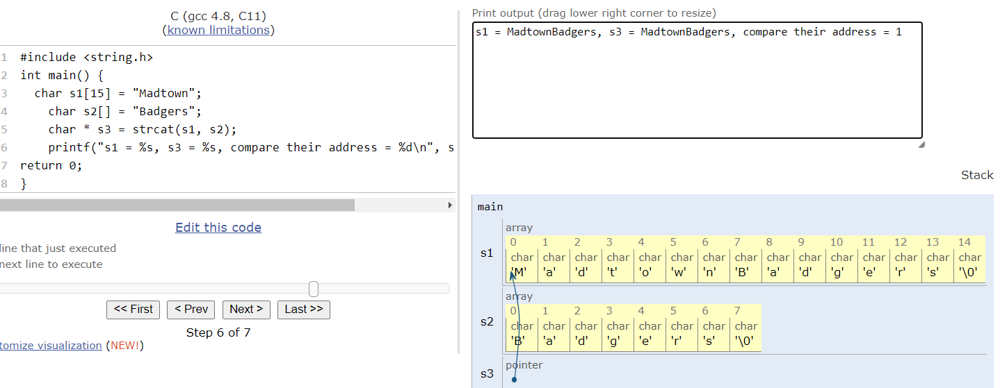 C (gcc 4.8, C11)
(known limitations)
1 #include <string.h>
2 int main() {
3 char s1[15] = "Madtown";
4 char s2[] = "Badgers";
5 char * s3 = strcat(s1, s2);
6 printf("s1 = %s, s3 = %s, compare their address = %d\n", s
7 return 0;
8 }
Edit this code
line that just executed
next line to execute
<< First < Prev Next > Last >>
Step 6 of 7
tomize visualization (NEW!)
Print output (drag lower right corner to resize)
s1 = MadtownBadgers, s3 = MadtownBadgers, compare their address = 1
Stack
main
array
0 1 2 3 4 5 6 7 8 9 10 11 12 13 14
s1 char char char char char char char char char char char char char char char
'M' 'a' 'd' 't' 'o' 'w' 'n' 'B' 'a' 'd' 'g' 'e' 'r' 's' '\0'
array
0 1 2 3 4 5 6 7
s2 char char char char char char char char
'B' 'a' 'd' 'g' 'e' 'r' 's' '\0'
pointer
s3